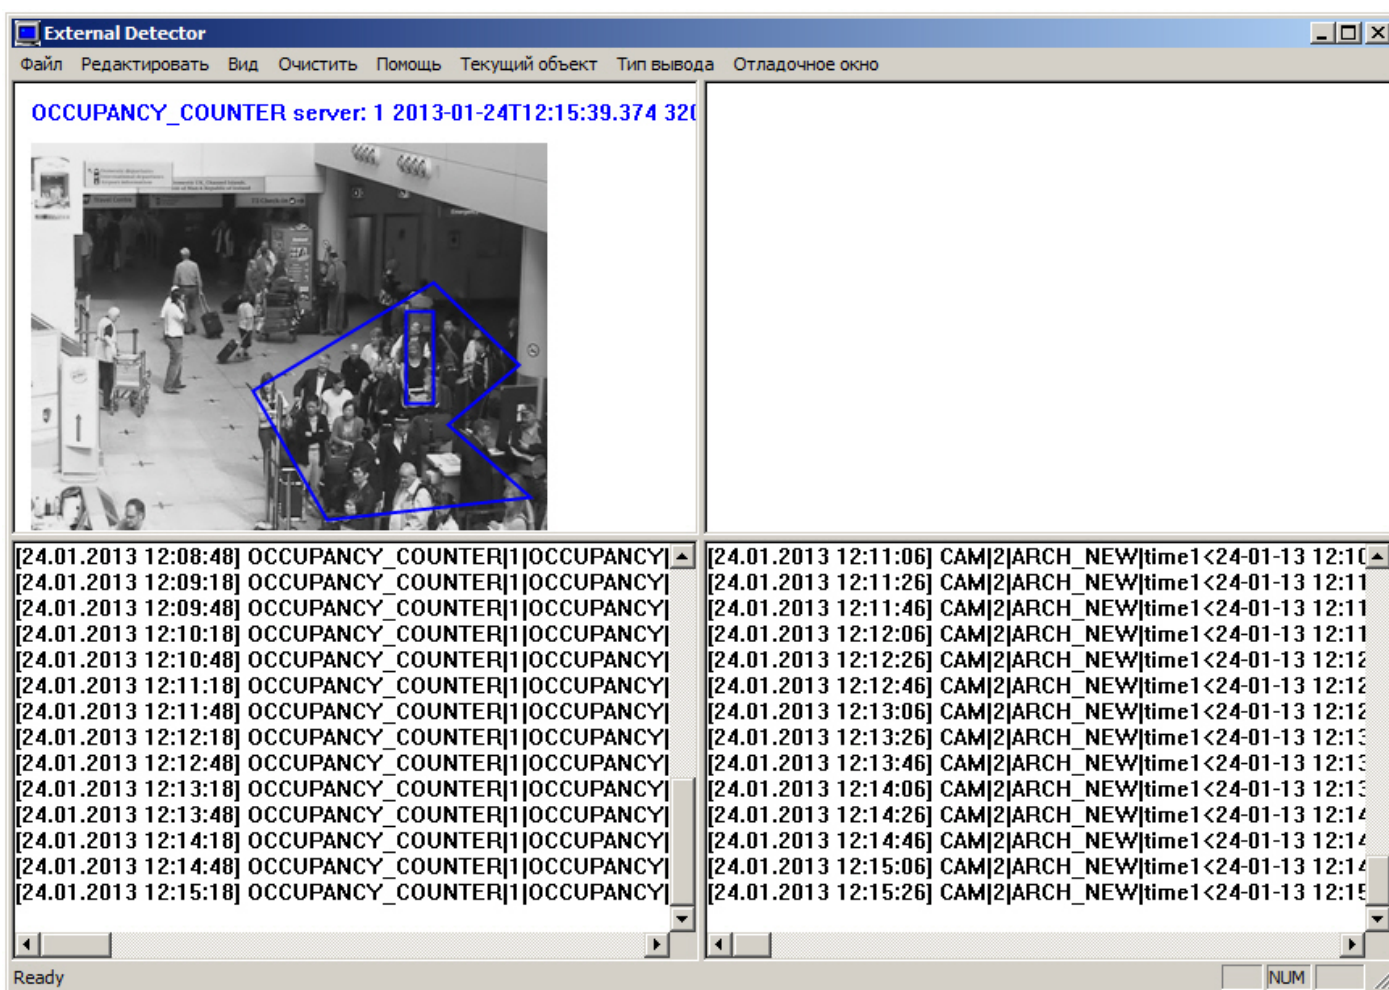 External Detector
Файл Редактировать Вид Очистить Помощь Текущий объект Тип вывода Отладочное окно
OCCUPANCY_COUNTER server: 1 2013-01-24T12:15:39.374 320
[24.01.2013 12:08:48] OCCUPANCY_COUNTER|1|OCCUPANCY|
[24.01.2013 12:09:18] OCCUPANCY_COUNTER|1|OCCUPANCY|
[24.01.2013 12:09:48] OCCUPANCY_COUNTER|1|OCCUPANCY|
[24.01.2013 12:10:18] OCCUPANCY_COUNTER|1|OCCUPANCY|
[24.01.2013 12:10:48] OCCUPANCY_COUNTER|1|OCCUPANCY|
[24.01.2013 12:11:18] OCCUPANCY_COUNTER|1|OCCUPANCY|
[24.01.2013 12:11:48] OCCUPANCY_COUNTER|1|OCCUPANCY|
[24.01.2013 12:12:18] OCCUPANCY_COUNTER|1|OCCUPANCY|
[24.01.2013 12:12:48] OCCUPANCY_COUNTER|1|OCCUPANCY|
[24.01.2013 12:13:18] OCCUPANCY_COUNTER|1|OCCUPANCY|
[24.01.2013 12:13:48] OCCUPANCY_COUNTER|1|OCCUPANCY|
[24.01.2013 12:14:18] OCCUPANCY_COUNTER|1|OCCUPANCY|
[24.01.2013 12:14:48] OCCUPANCY_COUNTER|1|OCCUPANCY|
[24.01.2013 12:15:18] OCCUPANCY_COUNTER|1|OCCUPANCY|
[24.01.2013 12:11:06] CAM|2|ARCH_NEW|time1<24-01-13 12:10
[24.01.2013 12:11:26] CAM|2|ARCH_NEW|time1<24-01-13 12:11
[24.01.2013 12:11:46] CAM|2|ARCH_NEW|time1<24-01-13 12:11
[24.01.2013 12:12:06] CAM|2|ARCH_NEW|time1<24-01-13 12:11
[24.01.2013 12:12:26] CAM|2|ARCH_NEW|time1<24-01-13 12:12
[24.01.2013 12:12:46] CAM|2|ARCH_NEW|time1<24-01-13 12:12
[24.01.2013 12:13:06] CAM|2|ARCH_NEW|time1<24-01-13 12:12
[24.01.2013 12:13:26] CAM|2|ARCH_NEW|time1<24-01-13 12:13
[24.01.2013 12:13:46] CAM|2|ARCH_NEW|time1<24-01-13 12:13
[24.01.2013 12:14:06] CAM|2|ARCH_NEW|time1<24-01-13 12:13
[24.01.2013 12:14:26] CAM|2|ARCH_NEW|time1<24-01-13 12:14
[24.01.2013 12:14:46] CAM|2|ARCH_NEW|time1<24-01-13 12:14
[24.01.2013 12:15:06] CAM|2|ARCH_NEW|time1<24-01-13 12:14
[24.01.2013 12:15:26] CAM|2|ARCH_NEW|time1<24-01-13 12:15
Ready
NUM